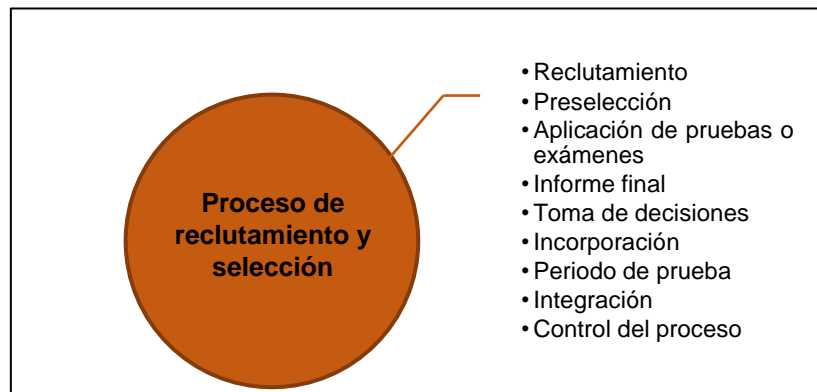 Proceso de
reclutamiento y
selección
• Reclutamiento
• Preselección
• Aplicación de pruebas o
exámenes
• Informe final
• Toma de decisiones
• Incorporación
• Periodo de prueba
• Integración
• Control del proceso